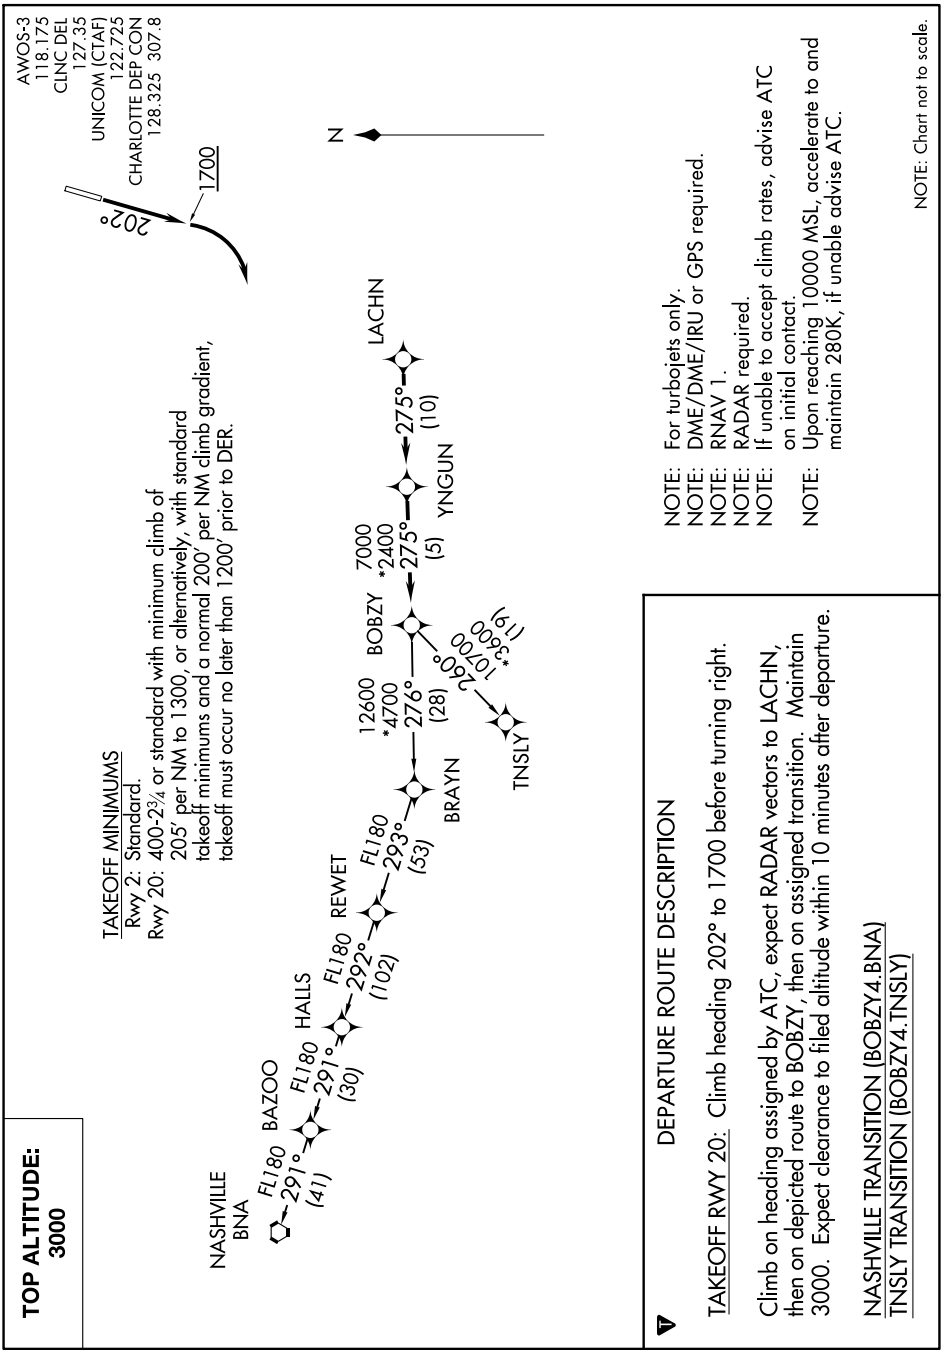 TOP ALTITUDE:
3000
AWOS-3
118.175
CLNC DEL
127.35
UNICOM (CTAF)
122.725
CHARLOTTE DEP CON
128.325 307.8
TAKEOFF MINIMUMS
Rwy 2: Standard.
Rwy 20: 400-2¾ or standard with minimum climb of
205' per NM to 1300, or alternatively, with standard
takeoff minimums and a normal 200' per NM climb gradient,
takeoff must occur no later than 1200' prior to DER.
202°
1700
N
NASHVILLE
BNA
FL180
291°
(41)
BAZOO
FL180
291°
(30)
HALLS
FL180
292°
(102)
REWET
FL180
293°
(53)
BRAYN
12600
*4700
276°
(28)
BOBZY
7000
*2400
275°
(5)
YNGUN
275°
(10)
LACHN
260°
10700
*3600
(19)
TNSLY
NOTE: For turbojets only.
NOTE: DME/DME/IRU or GPS required.
NOTE: RNAV 1.
NOTE: RADAR required.
NOTE: If unable to accept climb rates, advise ATC
on initial contact.
NOTE: Upon reaching 10000 MSL, accelerate to and
maintain 280K, if unable advise ATC.
NOTE: Chart not to scale.
T
DEPARTURE ROUTE DESCRIPTION
TAKEOFF RWY 20: Climb heading 202° to 1700 before turning right.
Climb on heading assigned by ATC, expect RADAR vectors to LACHN,
then on depicted route to BOBZY, then on assigned transition. Maintain
3000. Expect clearance to filed altitude within 10 minutes after departure.
NASHVILLE TRANSITION (BOBZY4.BNA)
TNSLY TRANSITION (BOBZY4.TNSLY)